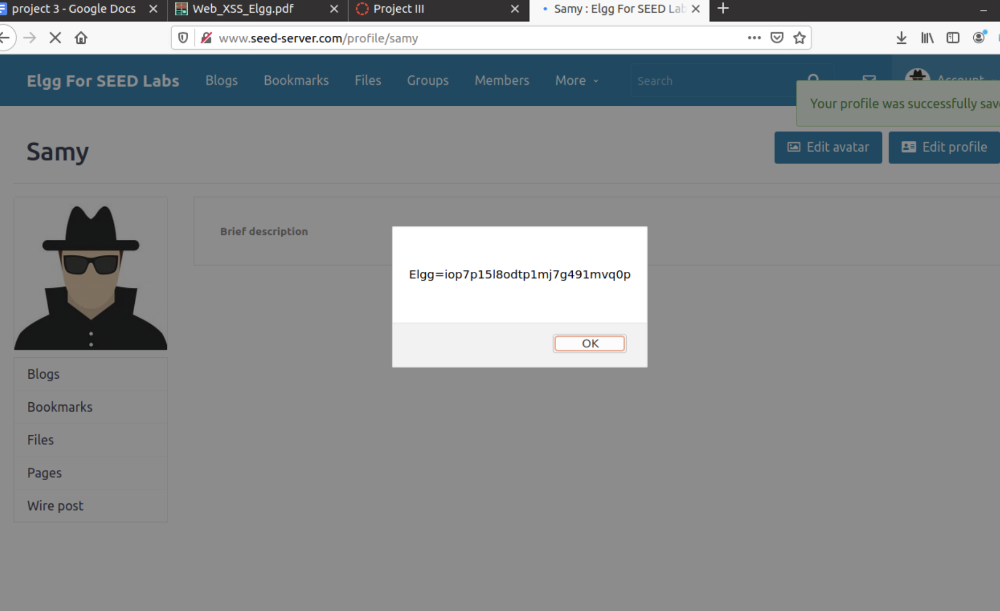 project 3 - Google Docs
Web_XSS_Elgg.pdf
Project III
Samy : Elgg For SEED Lab
www.seed-server.com/profile/samy
Elgg For SEED Labs
Blogs
Bookmarks
Files
Groups
Members
More
Search
Account
Your profile was successfully save
Samy
Edit avatar
Edit profile
Brief description
Elgg=iop7p15l8odtp1mj7g491mvq0p
OK
Blogs
Bookmarks
Files
Pages
Wire post